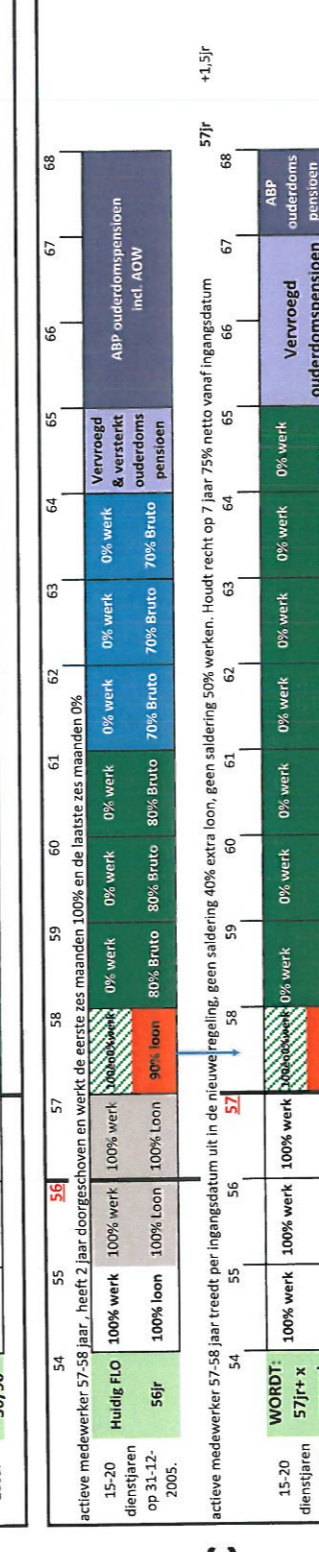 54 55 56 57 58 59 60 61 62 63 64 65 66 67 68
actieve medewerker 57-58 jaar , heeft 2 jaar doorgeschoven en werkt de eerste zes maanden 100% en de laatste zes maanden 0%
15-20
dienstjaren
op 31-12-
2005.
Huidig FLO
56jr
100% werk 100% werk 100% werk 0% werk 0% werk 0% werk 0% werk 0% werk 0% werk
100% loon 100% Loon 100% Loon 90% loon 80% Bruto 80% Bruto 80% Bruto 70% Bruto 70% Bruto 70% Bruto
Vervroegd
& versterkt
ouderdoms
pensioen
ABP ouderdomspensioen
incl. AOW
57jr +1,5jr
actieve medewerker 57-58 jaar treedt per ingangsdatum uit in de nieuwe regeling, geen saldering 40% extra loon, geen saldering 50% werken. Houdt recht op 7 jaar 75% netto vanaf ingangsdatum
54 55 56 57 58 59 60 61 62 63 64 65 66 67 68
15-20
dienstjaren
WORDT:
57jr+ x
100% werk 100% werk 100% werk 0% werk 0% werk 0% werk 0% werk 0% werk 0% werk 0% werk
Vervroegd
ouderdomspensioen
ABP
ouderdoms
pensioen